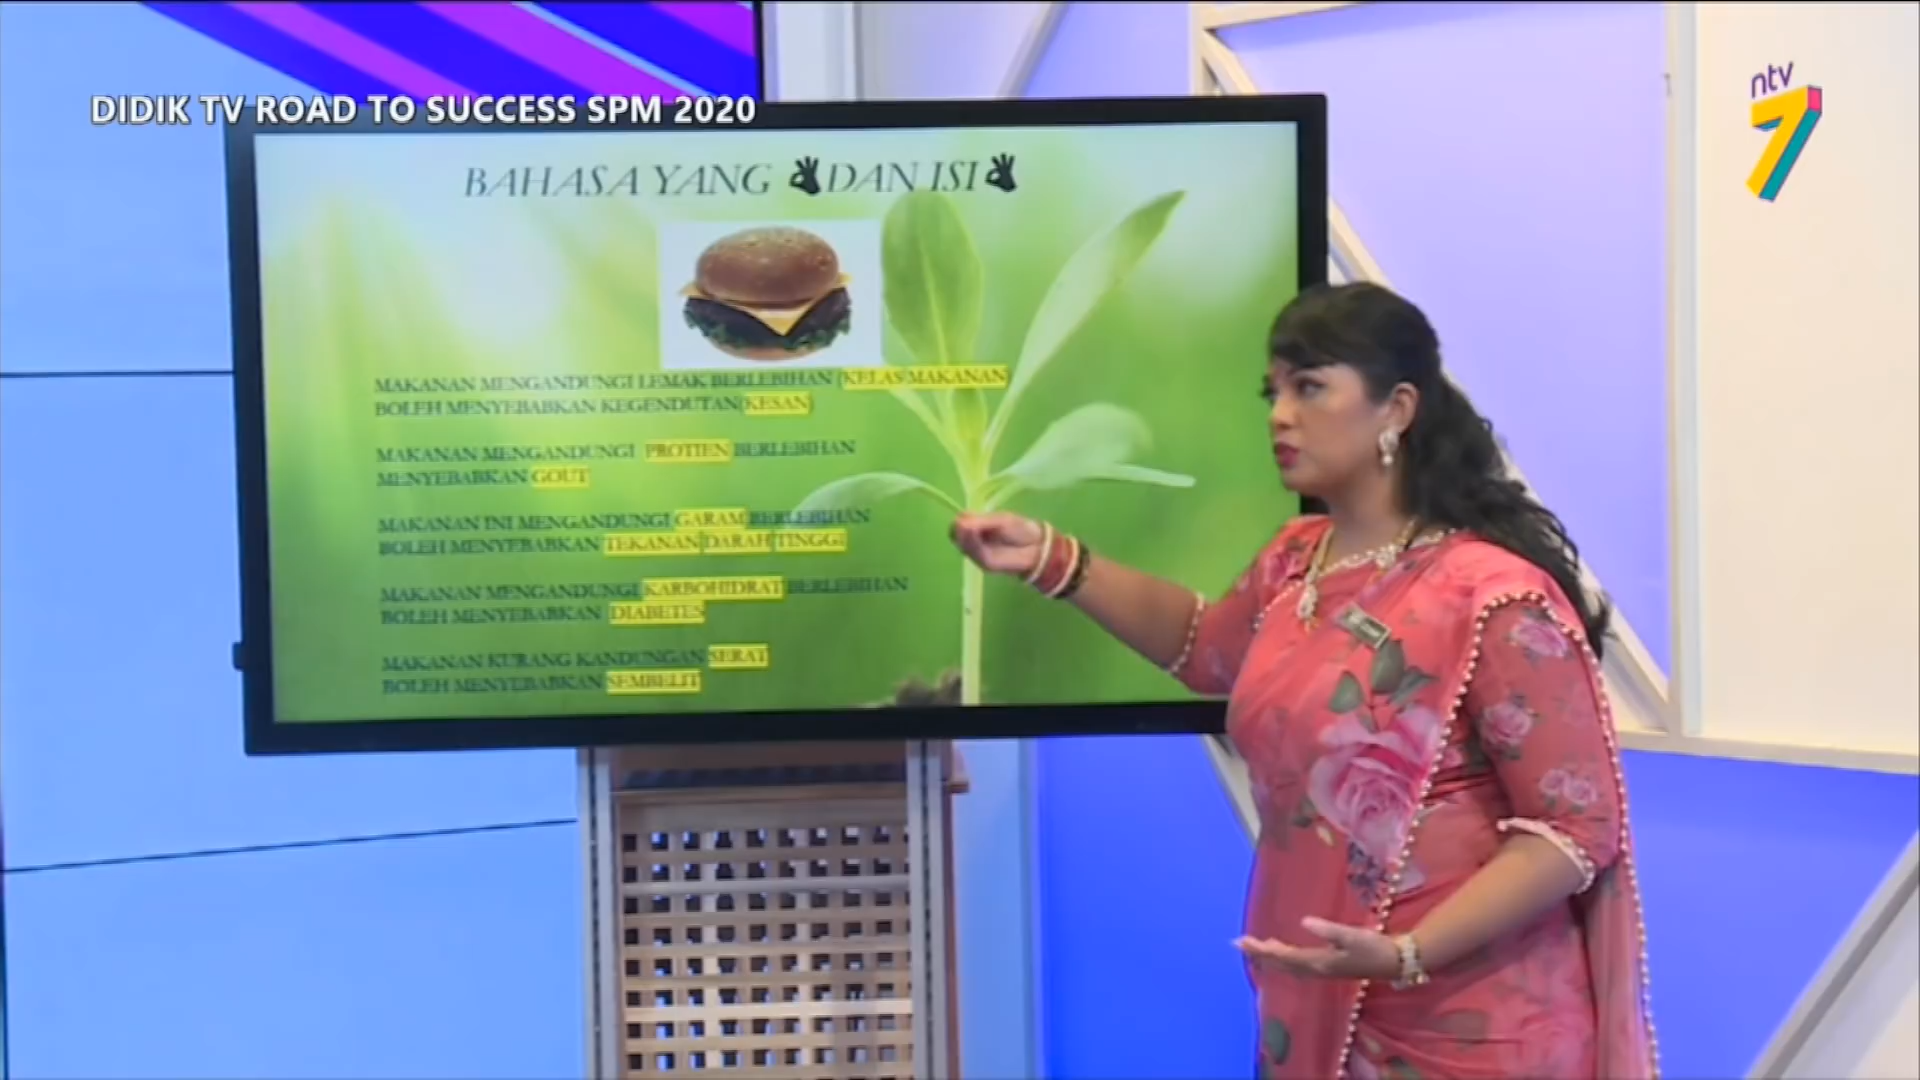 DIDIK TV ROAD TO SUCCESS SPM 2020
ntv
7
BAHASA YANG 👌DAN ISI👌
MAKANAN MENGANDUNGI LEMAK BERLEBIHAN (KELAS MAKANAN
BOLEH MENYEBABKAN KEGENDUTAN(KESAN)
MAKANAN MENGANDUNGI PROTIEN BERLEBIHAN
MENYEBABKAN GOUT
MAKANAN INI MENGANDUNGI GARAM BERLEBIHAN
BOLEH MENYEBABKAN TEKANAN DARAH TINGGI
MAKANAN MENGANDUNGI KARBOHIDRAT BERLEBIHAN
BOLEH MENYEBABKAN DIABETES
MAKANAN KURANG KANDUNGAN SERAT
BOLEH MENYEBABKAN SEMBELIT